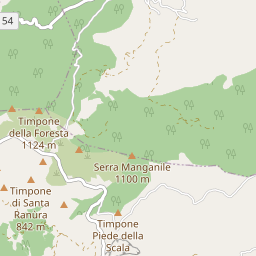 54
Timpone
della Foresta
1124 m
Serra Manganile
1100 m
Timpone
di Santa
Ranura
842 m
Timpone
Piede della
Scala